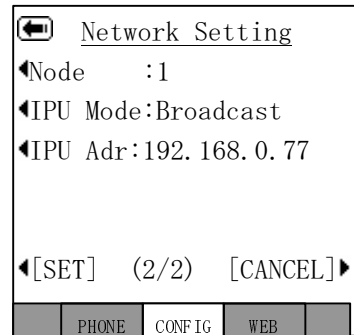 Network Setting
Node :1
IPU Mode:Broadcast
IPU Adr:192.168.0.77
[SET] (2/2) [CANCEL]
PHONE CONFIG WEB